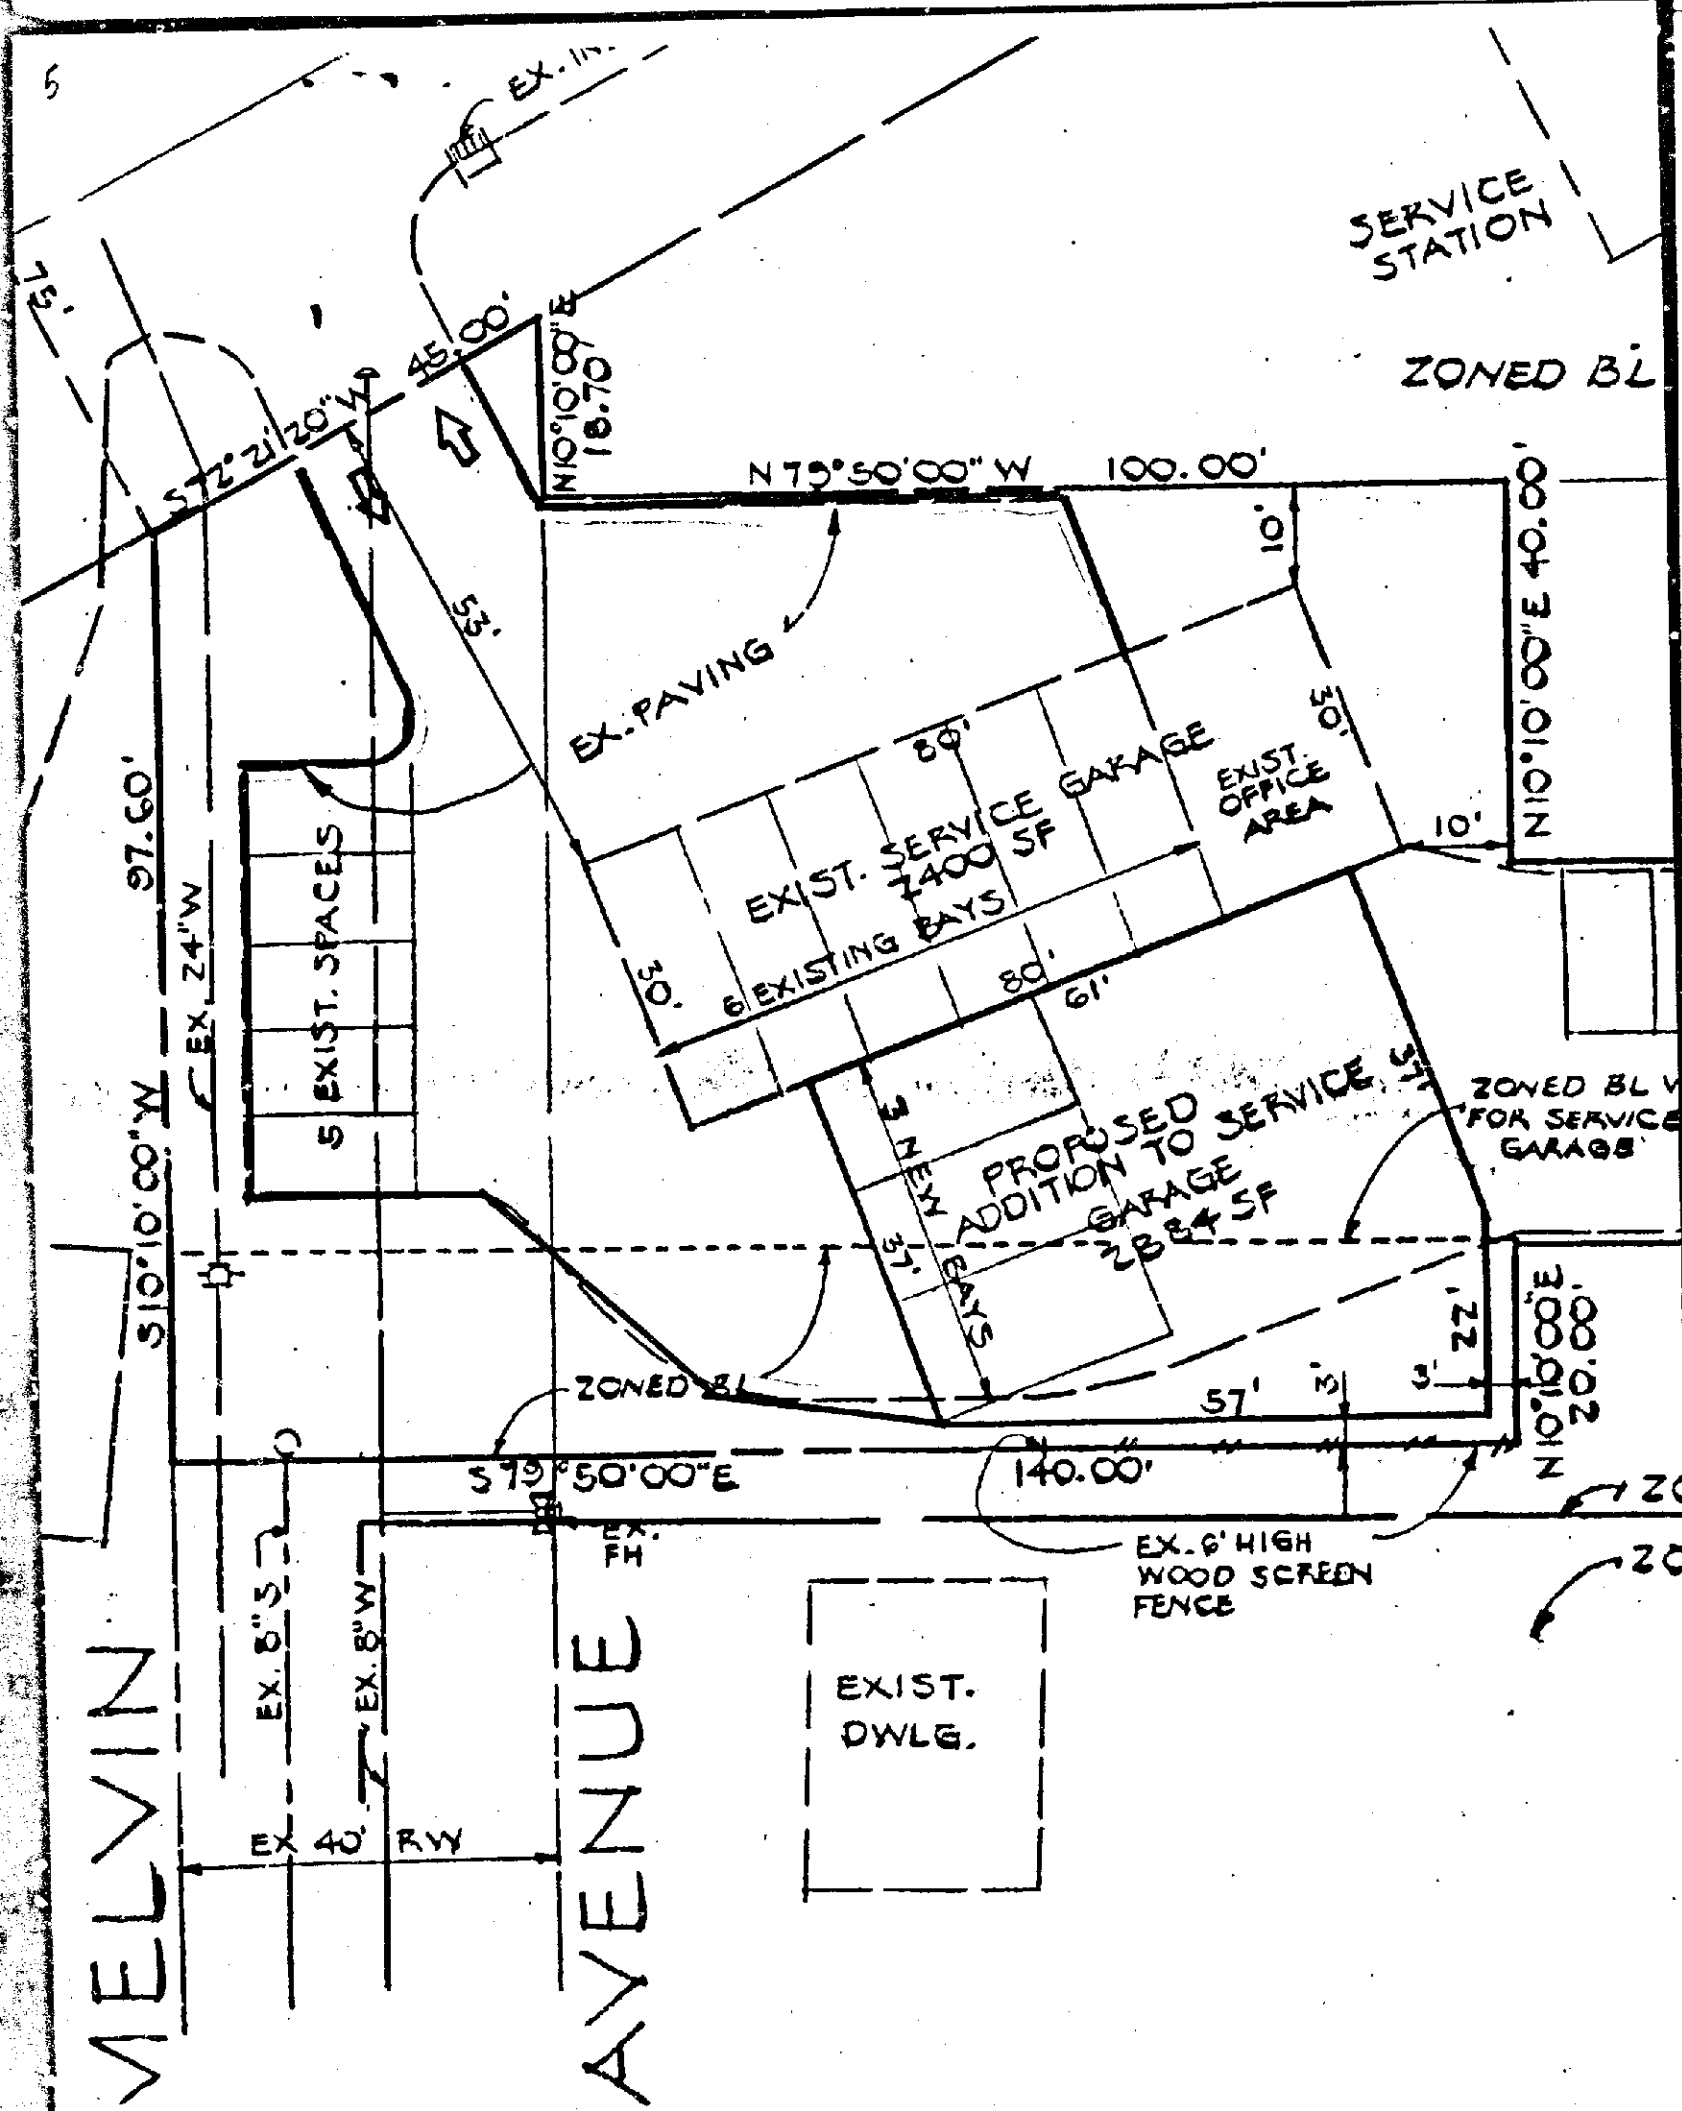 5
EX. IN.
SERVICE
STATION
75'
ZONED BL
45.00'
S72°21'20"W
N10°10'00"E
18.70'
N79°50'00"W 100.00'
10'
N10°10'00"E 40.00'
53'
EX. PAVING
30'
80'
EXIST. SERVICE GARAGE
2400 SF
EXIST.
OFFICE
AREA
10'
97.60'
EX. 24"W
5 EXIST. SPACES
6 EXISTING BAYS
30'
80'
61'
S10°10'00"W
3 NEW BAYS
37'
PROPOSED
ADDITION TO SERVICE
GARAGE
2884 SF
37'
ZONED BL
FOR SERVICE
GARAGE
22'
N10°10'00"E
20.00'
ZONED BL
57'
3'
3'
S79°50'00"E
140.00'
EX.
FH
EX. 6' HIGH
WOOD SCREEN
FENCE
EX. 8"S
EX. 8"W
EXIST.
DWLG.
EX 40' RW
MELVIN
AVENUE